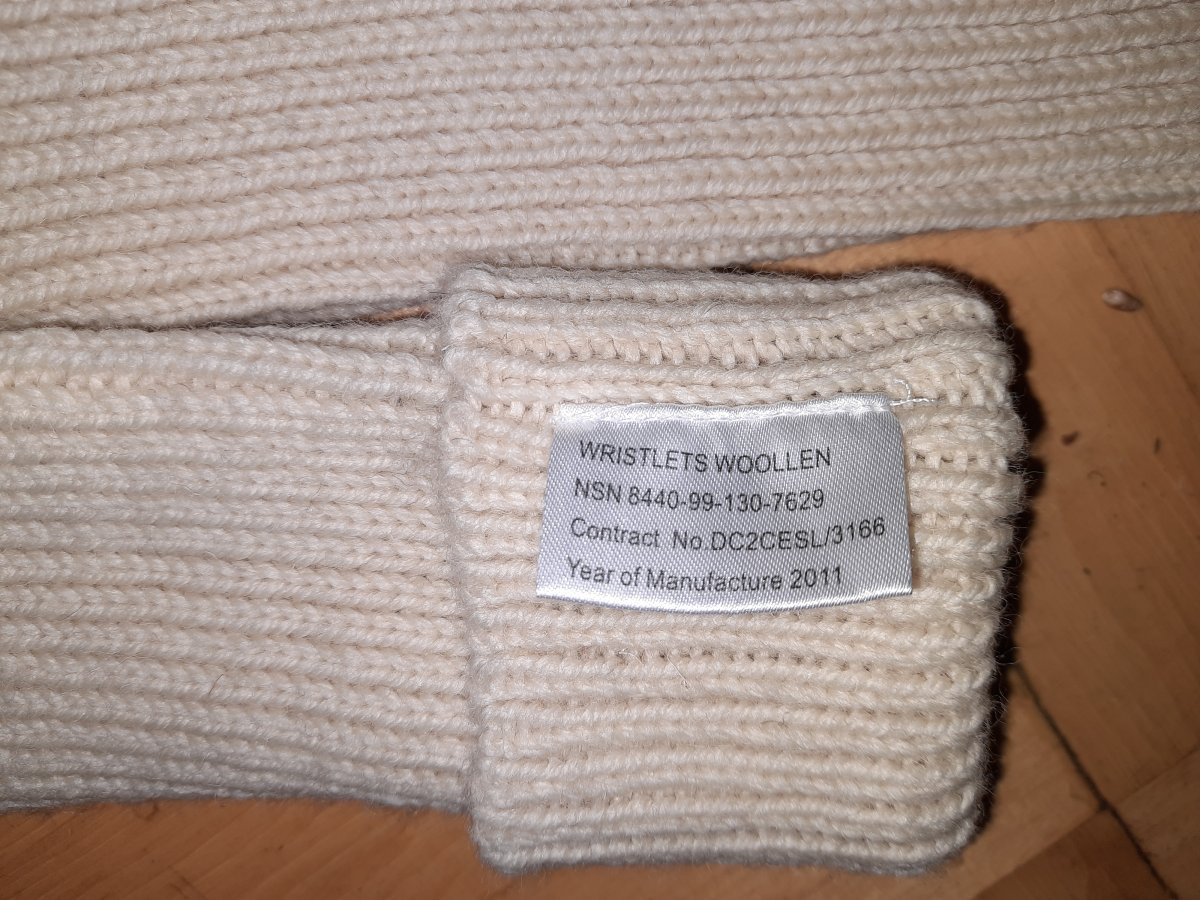 WRISTLETS WOOLLEN
NSN 8440-99-130-7629
Contract No.DC2CESL/3166
Year of Manufacture 2011